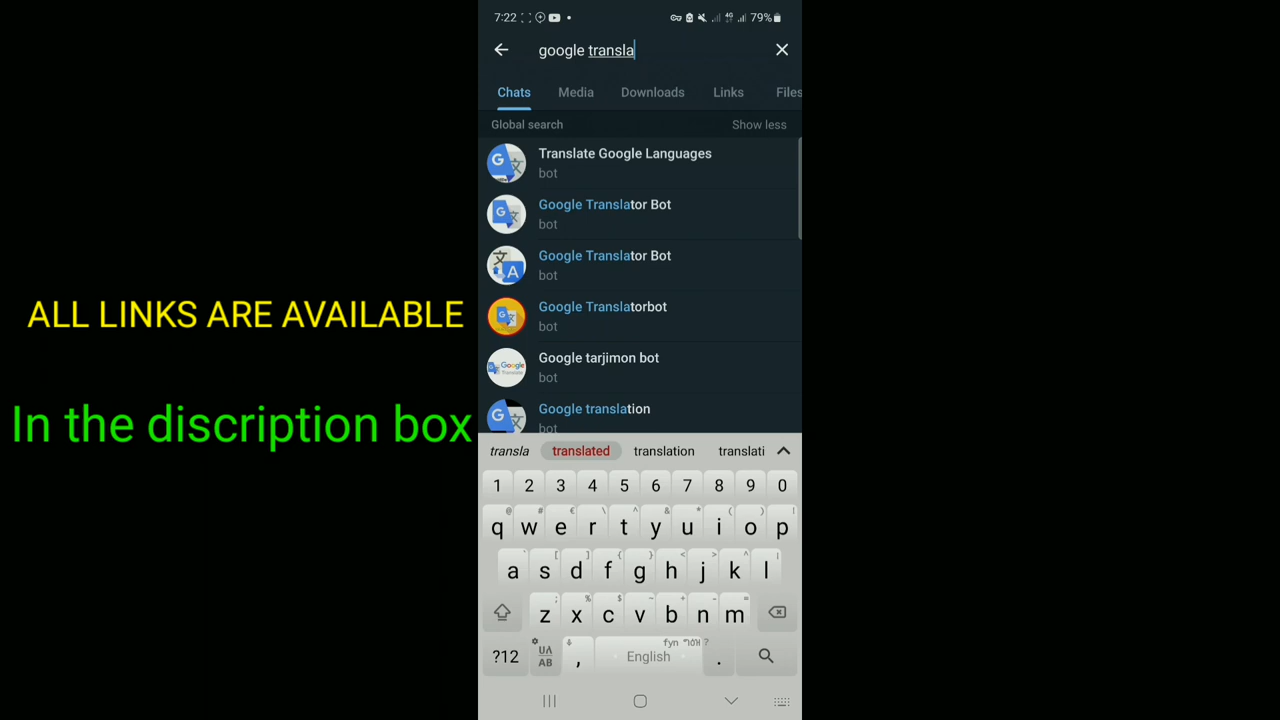 7:22
79%
google transla
Chats Media Downloads Links Files
Global search Show less
Translate Google Languages
bot
Google Translator Bot
bot
Google Translator Bot
bot
Google Translatorbot
bot
Google tarjimon bot
bot
Google translation
bot
ALL LINKS ARE AVAILABLE
In the discription box
transla translated translation translati
1 2 3 4 5 6 7 8 9 0
q w e r t y u i o p
a s d f g h j k l
z x c v b n m
?123 , English .